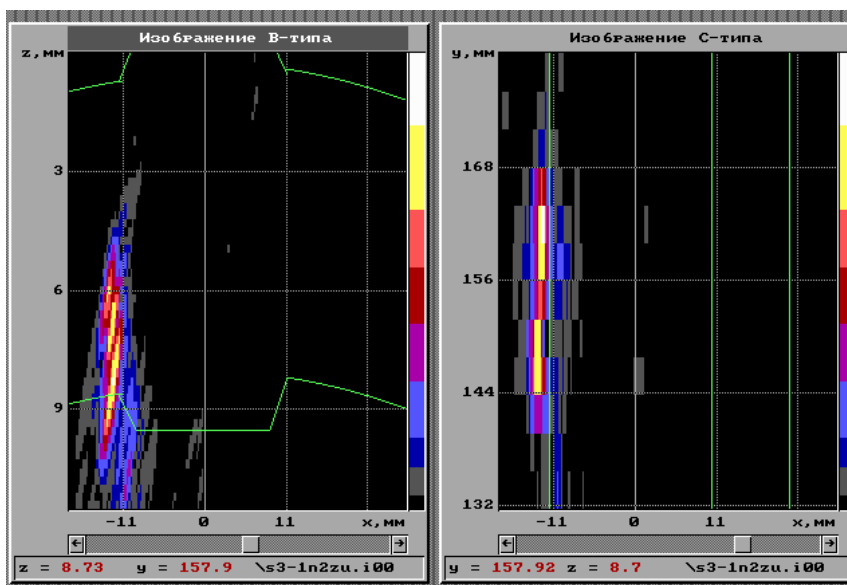 Изображение B-типа
z,мм
3
6
9
-11 0 11 x,мм
z = 8.73 y = 157.9 \s3-1n2zu.i00
Изображение C-типа
y,мм
168
156
144
132
-11 0 11 x,мм
y = 157.92 z = 8.7 \s3-1n2zu.i00